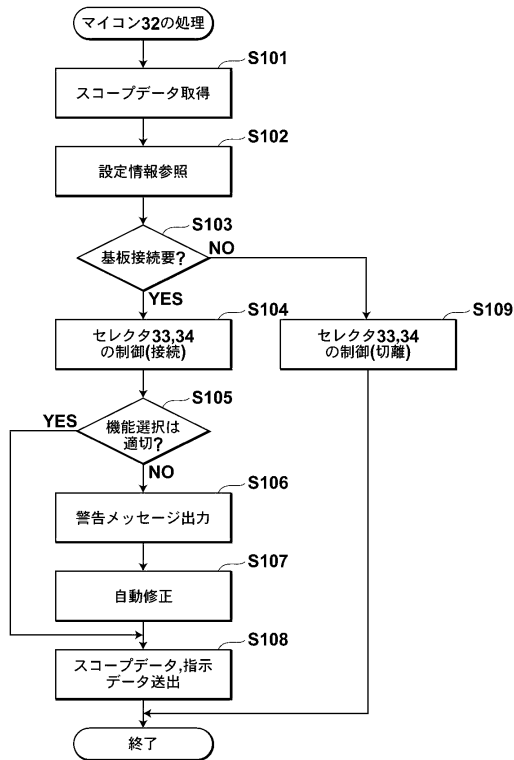 マイコン32の処理
S101
スコープデータ取得
S102
設定情報参照
S103
基板接続要?
NO
YES
S104
セレクタ33,34
の制御(接続)
S109
セレクタ33,34
の制御(切離)
S105
YES
機能選択は
適切?
NO
S106
警告メッセージ出力
S107
自動修正
S108
スコープデータ,指示
データ送出
終了